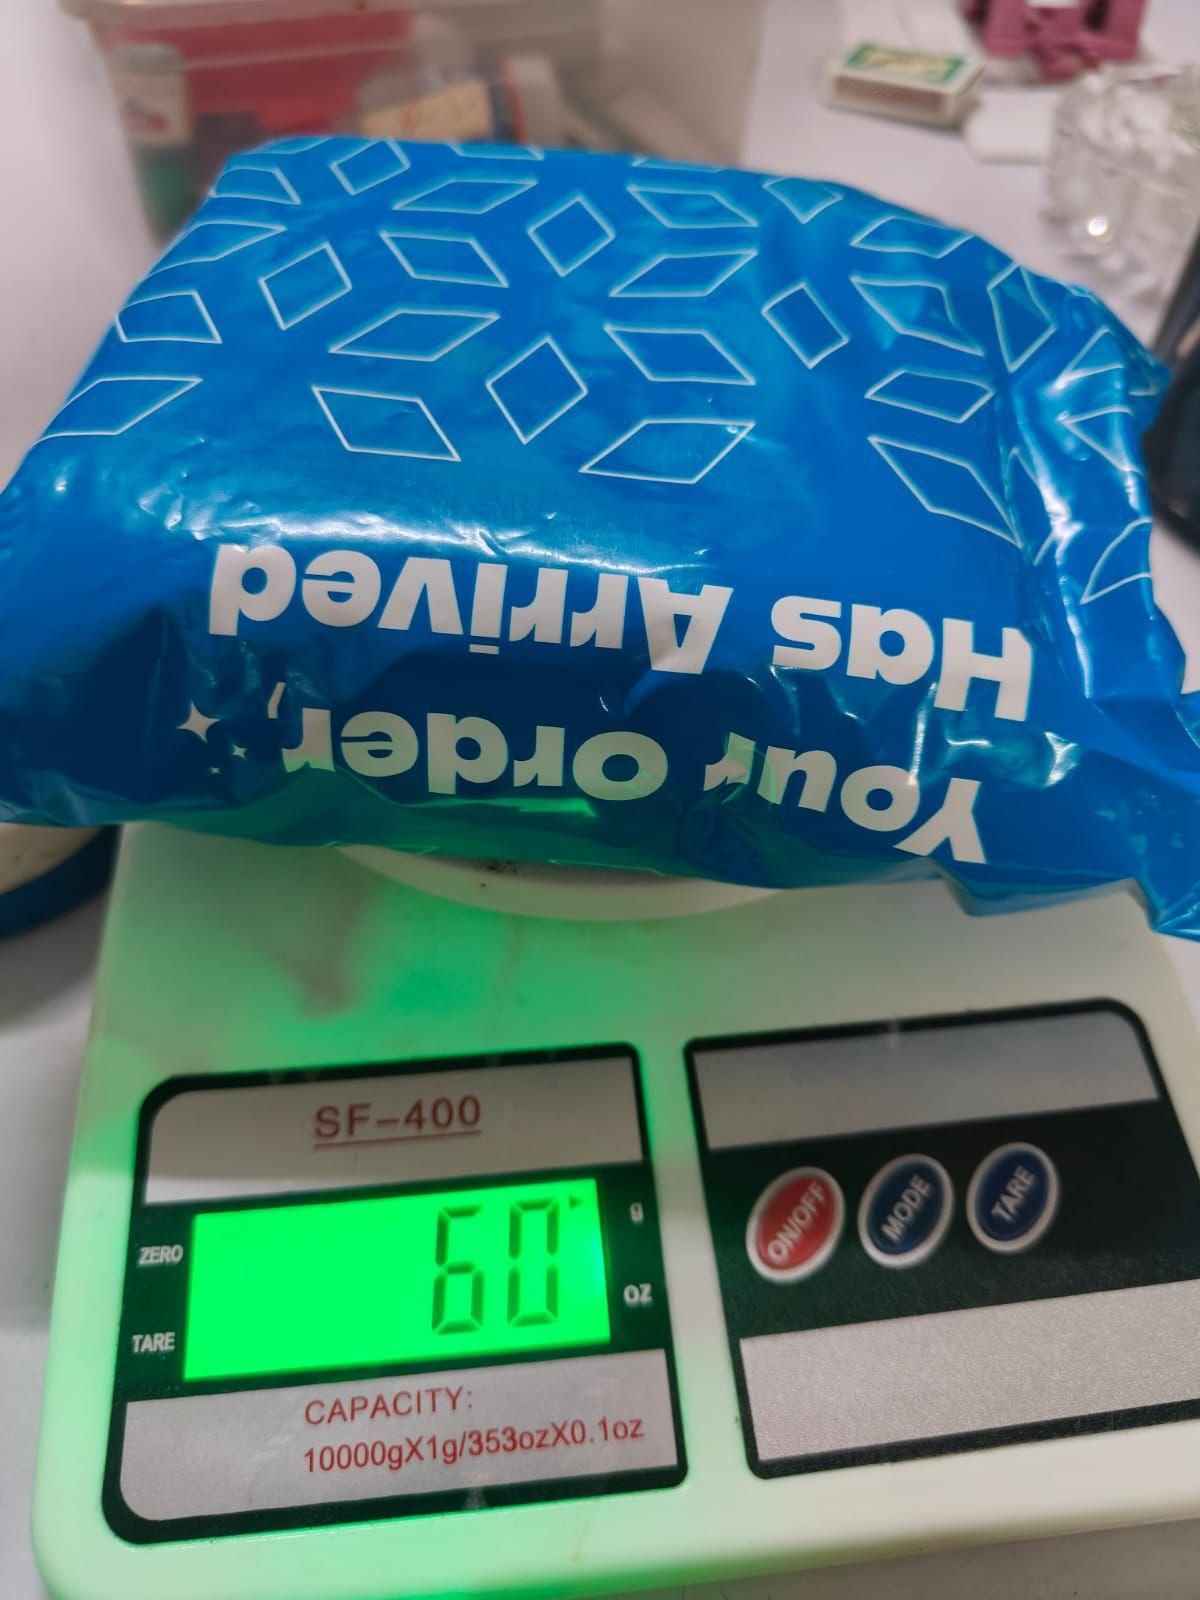 Your order,
Has Arrived
SF-400
60
g
oz
ZERO
TARE
CAPACITY:
10000gX1g/353ozX0.1oz
ON/OFF
MODE
TARE